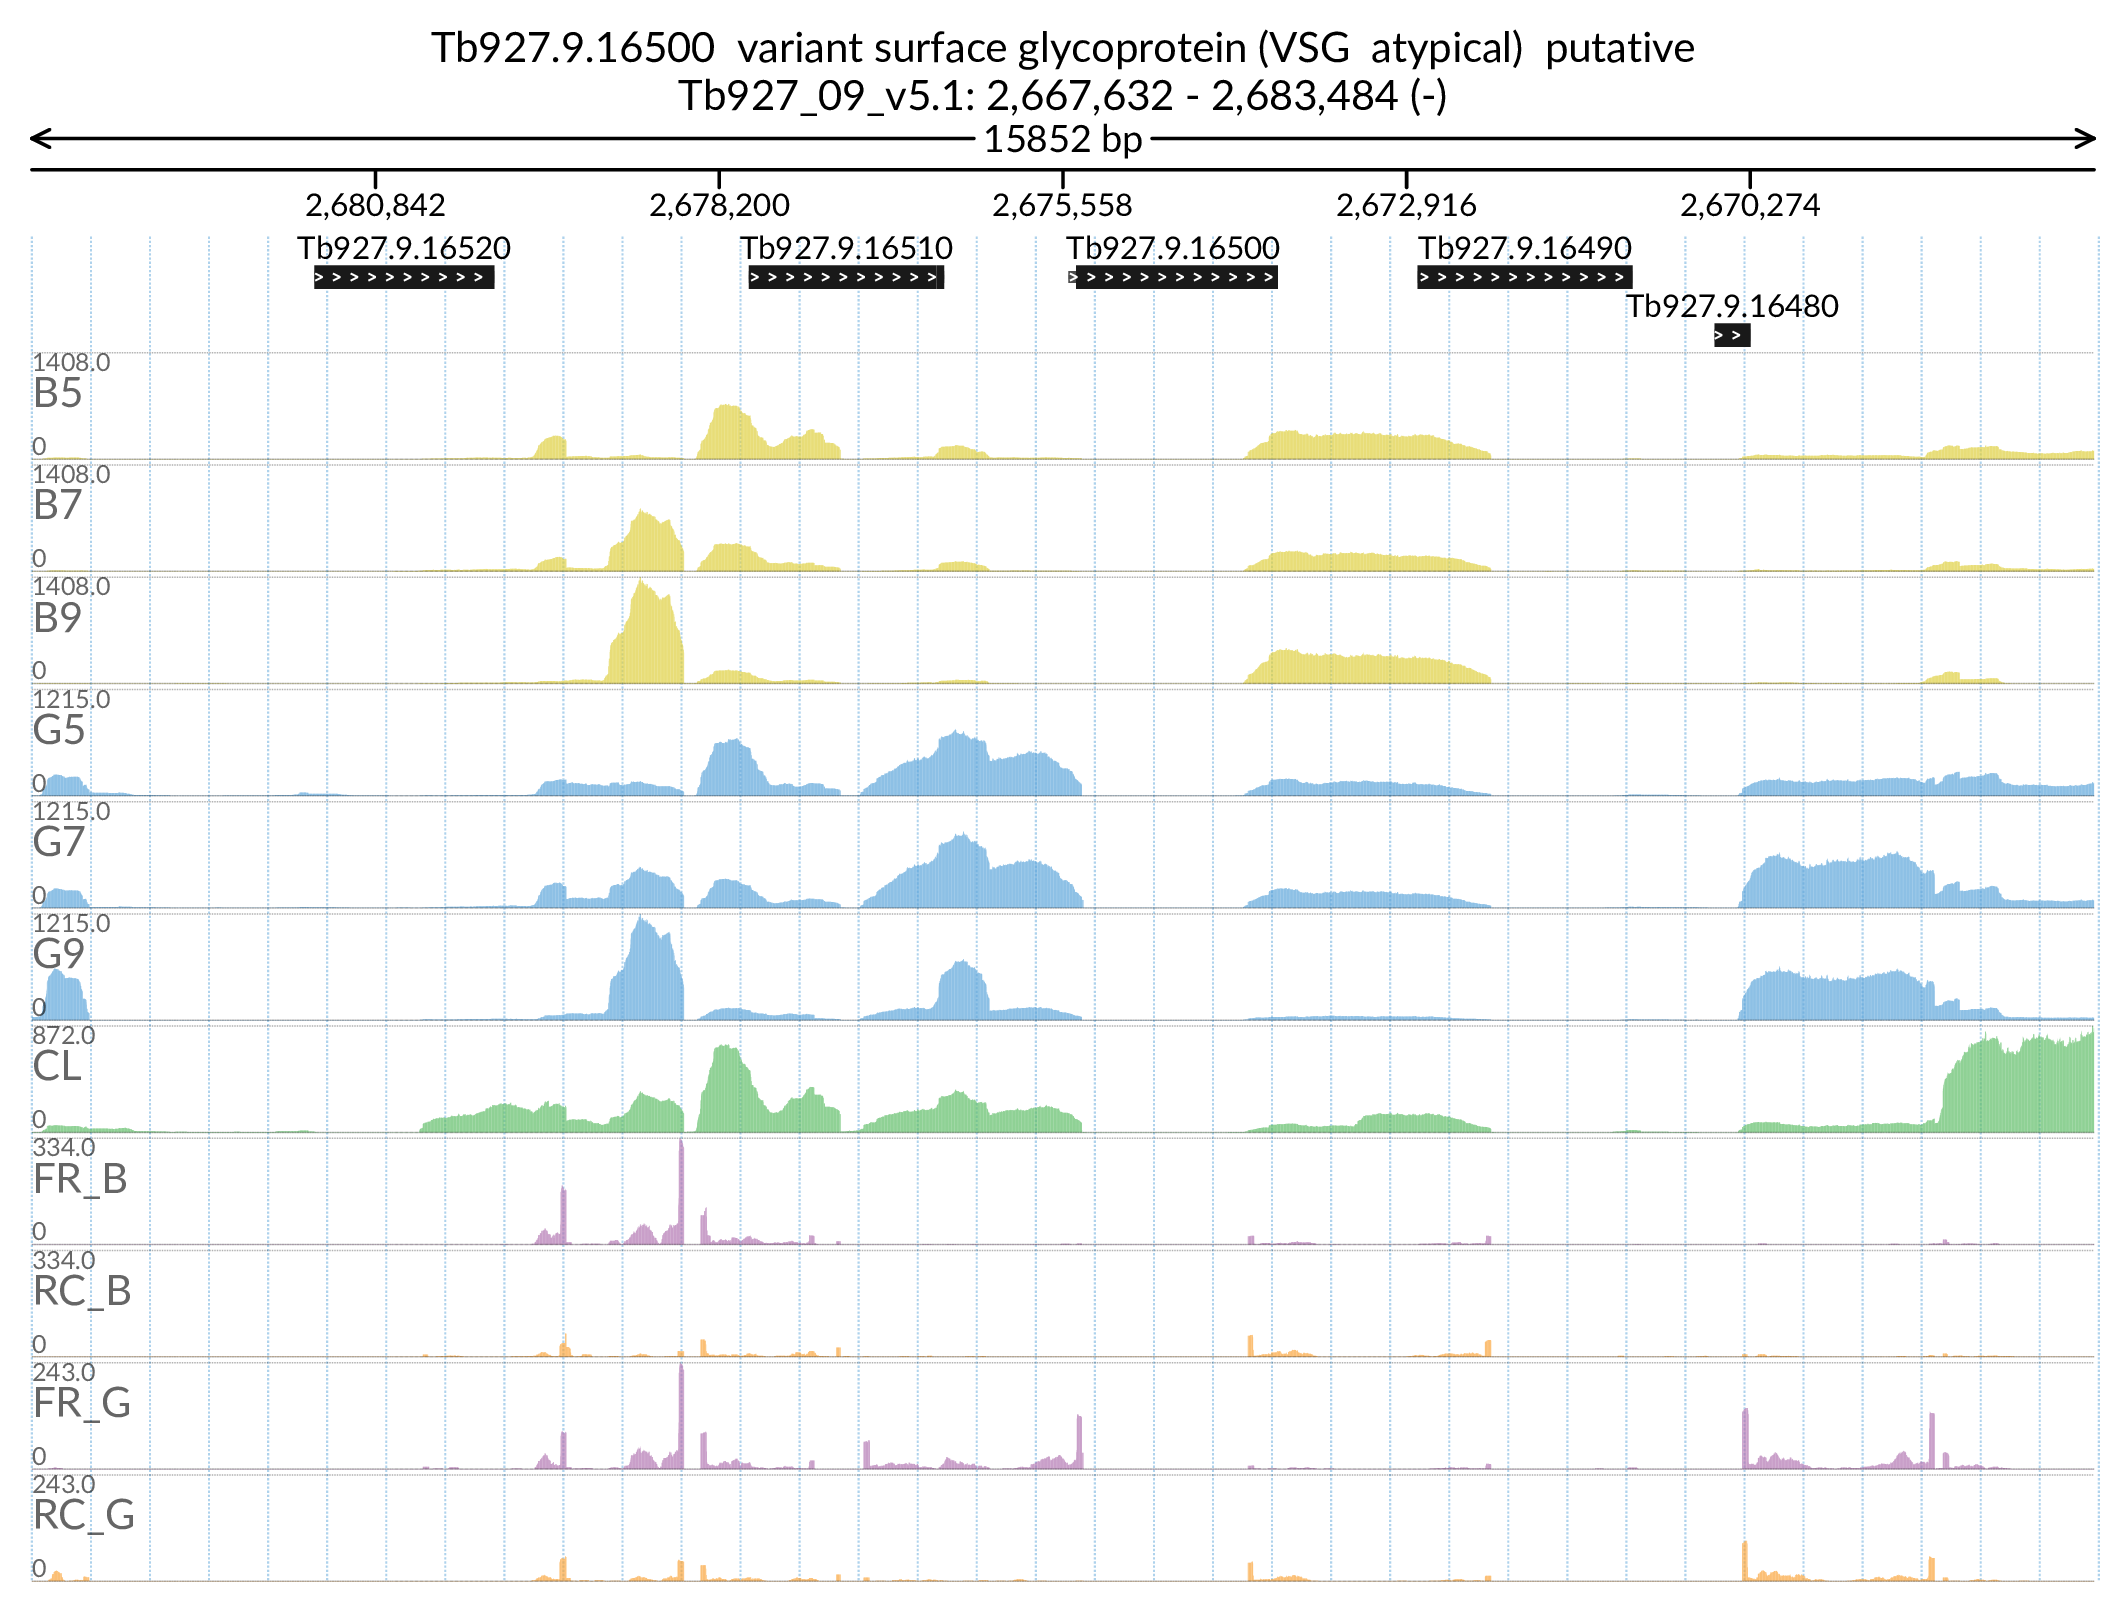 Tb927.9.16500 variant surface glycoprotein (VSG atypical) putative
Tb927_09_v5.1: 2,667,632 - 2,683,484 (-)
15852 bp
2,680,842 2,678,200 2,675,558 2,672,916 2,670,274
Tb927.9.16520 Tb927.9.16510 Tb927.9.16500 Tb927.9.16490
Tb927.9.16480
1408.0
B5
0
1408.0
B7
0
1408.0
B9
0
1215.0
G5
0
1215.0
G7
0
1215.0
G9
0
872.0
CL
0
334.0
FR_B
0
334.0
RC_B
0
243.0
FR_G
0
243.0
RC_G
0